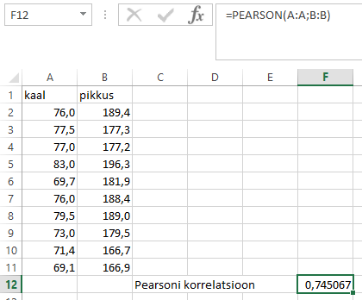 F12 fx =PEARSON(A:A;B:B)
A B C D E F
1 kaal pikkus
2 76,0 189,4
3 77,5 177,3
4 77,0 177,2
5 83,0 196,3
6 69,7 181,9
7 76,0 188,4
8 79,5 189,0
9 73,0 179,5
10 71,4 166,7
11 69,1 166,9
12 Pearsoni korrelatsioon 0,745067